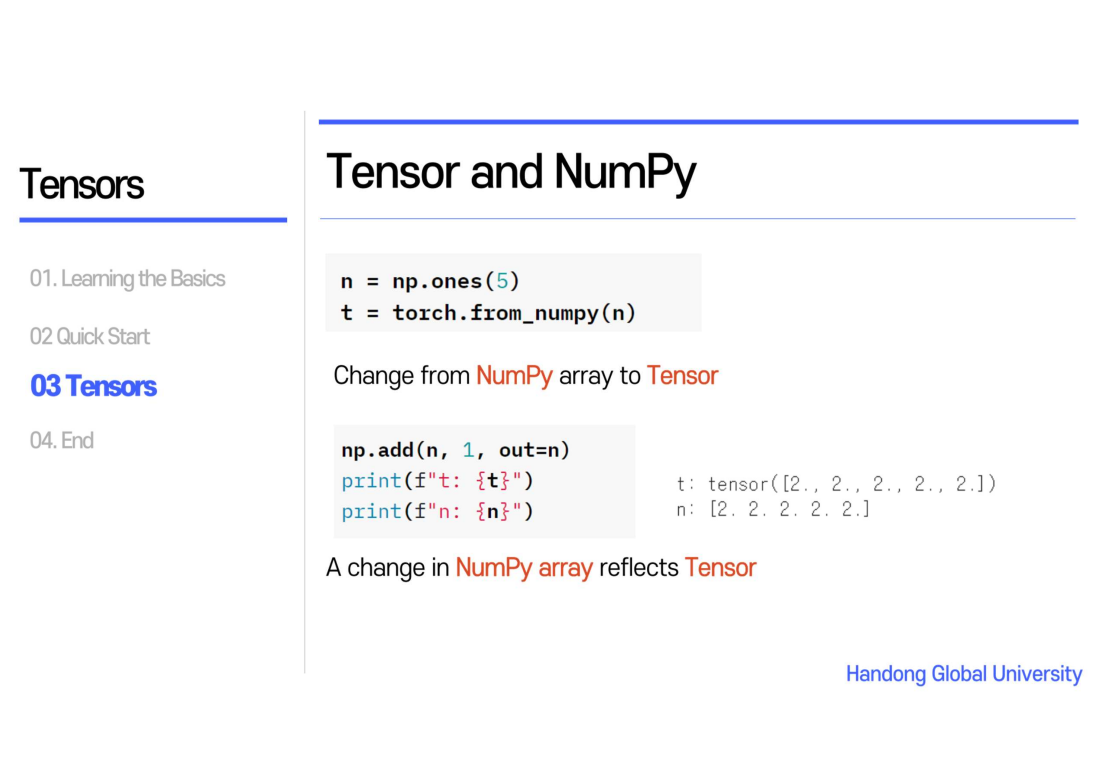 Tensors
01. Learning the Basics
02 Quick Start
03 Tensors
04. End
Tensor and NumPy
n = np.ones(5)
t = torch.from_numpy(n)
Change from NumPy array to Tensor
np.add(n, 1, out=n)
print(f"t: {t}")
print(f"n: {n}")
t: tensor([2., 2., 2., 2., 2.])
n: [2. 2. 2. 2. 2.]
A change in NumPy array reflects Tensor
Handong Global University